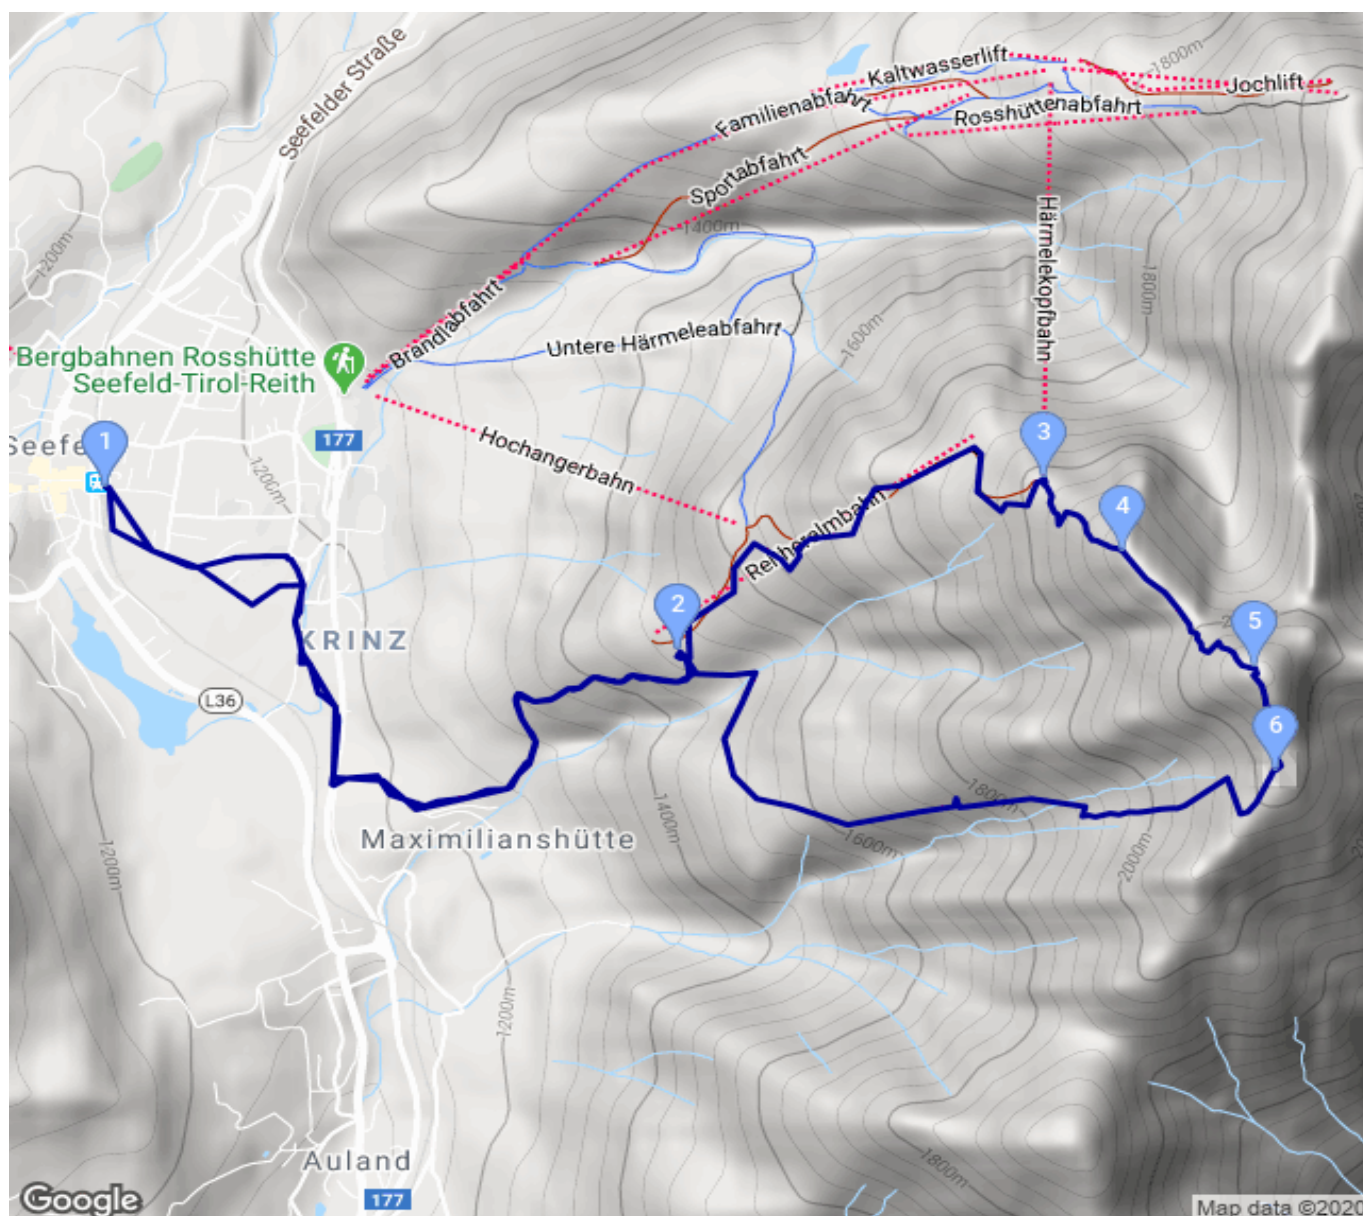 Seefelder Straße
1800m
Kaltwasserlift
Jochlift
Familienabfahrt
Rosshüttenabfahrt
Sportabfahrt
1200m
1400m
Härmelekopfbahn
1800m
Brandlabfahrt
Untere Härmeleabfahrt
1600m
Bergbahnen Rosshütte
Seefeld-Tirol-Reith
1
Seefe
177
3
Hochangerbahn
1200m
4
2
5
KRINZ
L36
6
1800m
1400m
Maximilianshütte
1600m
2000m
1200m
1200m
Auland
1800m
177
Google
Map data ©2020